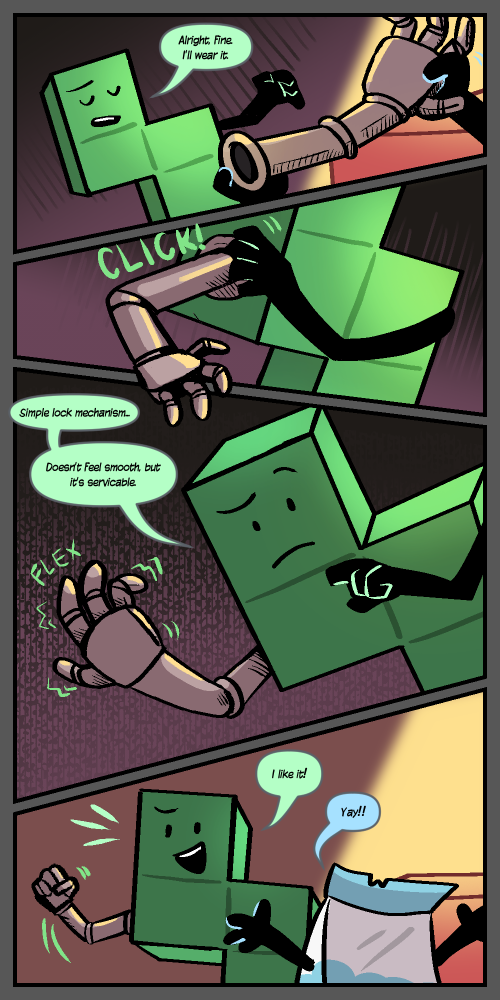 Alright, Fine.
I'll wear it.
CLICK!
Simple lock mechanism...
Doesn't Feel smooth, but
it's servicable.
FLEX
I like it!
Yay!!